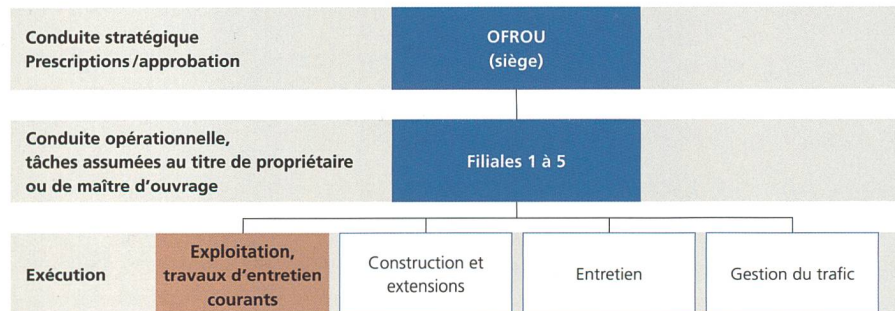 Conduite stratégique
Prescriptions/approbation
OFROU
(siège)
Conduite opérationnelle,
tâches assumées au titre de propriétaire
ou de maître d'ouvrage
Filiales 1 à 5
Exécution
Exploitation,
travaux d'entretien
courants
Construction et
extensions
Entretien
Gestion du trafic